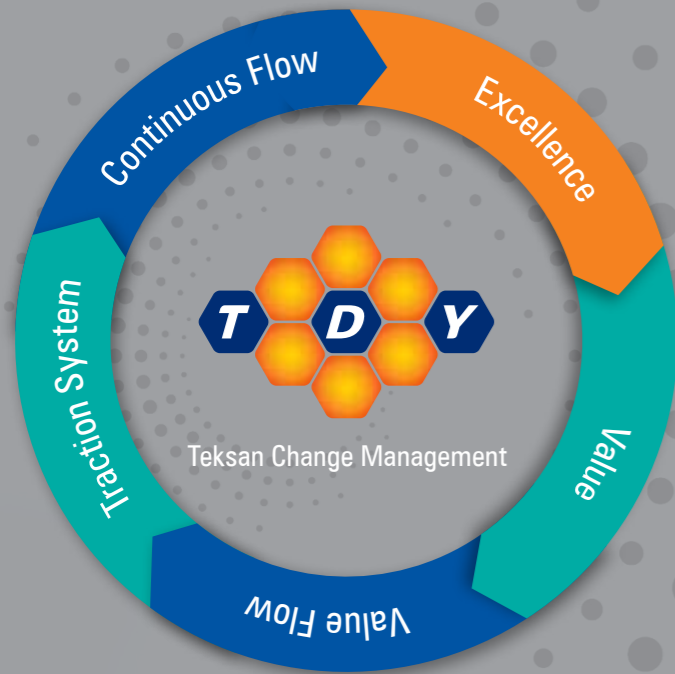 Continuous Flow
Excellence
Value
Value Flow
Traction System
T D Y
Teksan Change Management